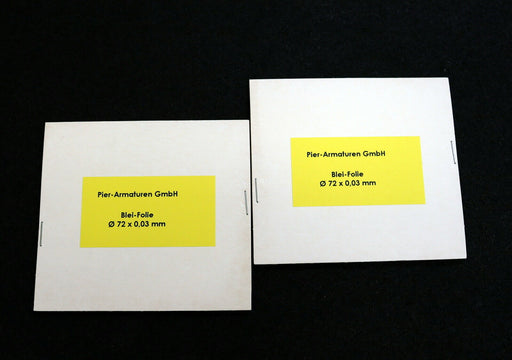 Pier-Armaturen GmbH
Blei-Folie
Ø 72 x 0,03 mm
Pier-Armaturen GmbH
Blei-Folie
Ø 72 x 0,03 mm